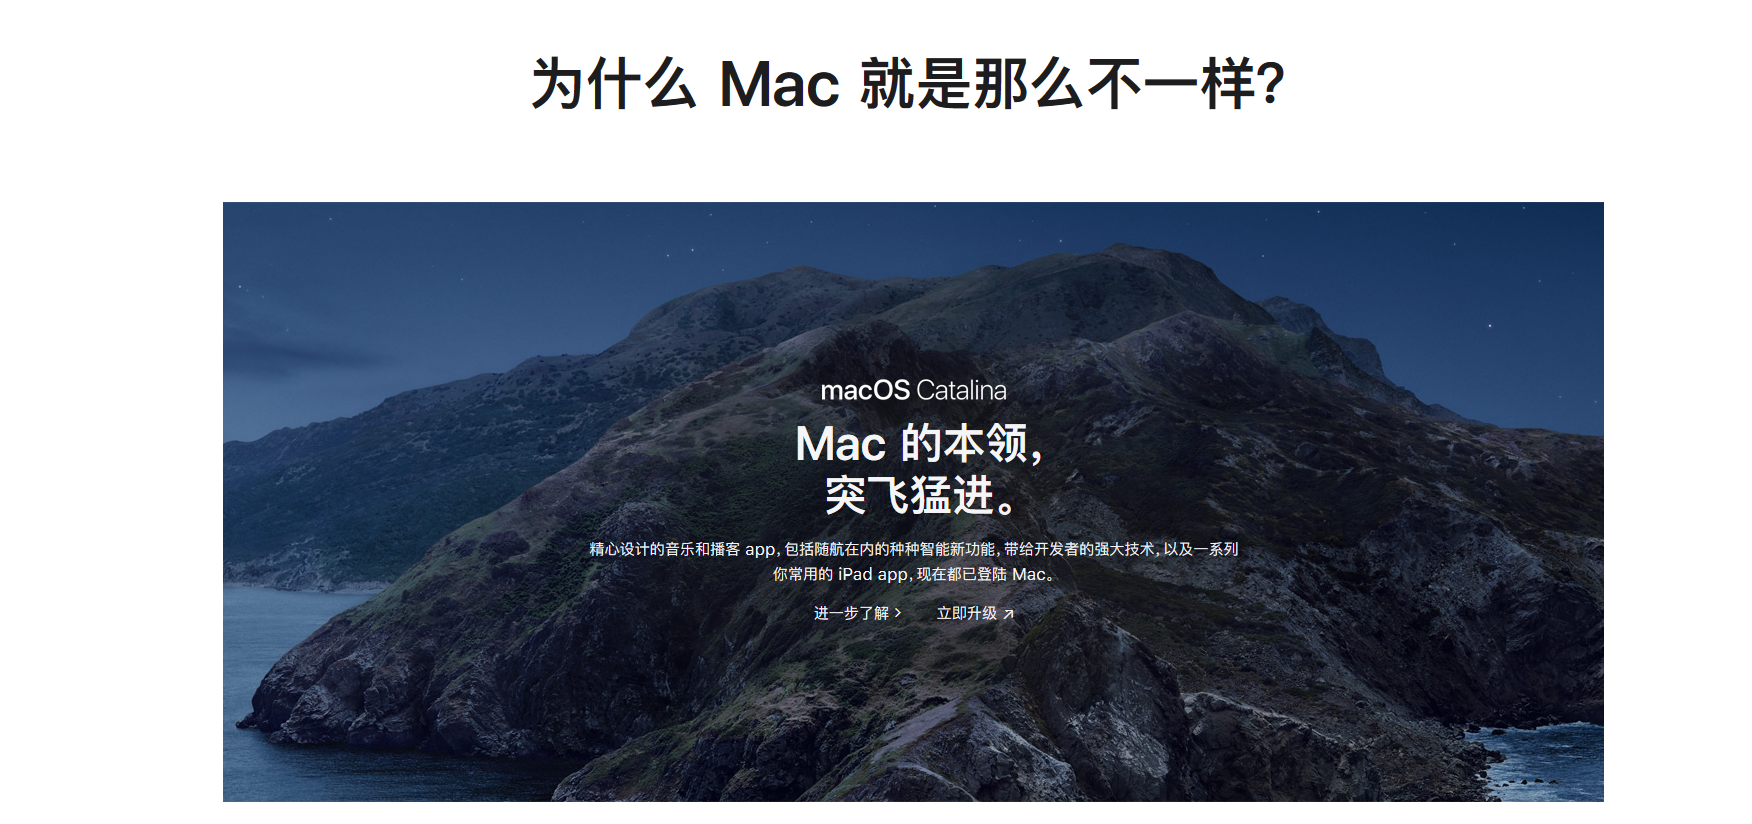 为什么 Mac 就是那么不一样?
macOS Catalina
Mac 的本领，
突飞猛进。
精心设计的音乐和播客 app，包括随航在内的种种智能新功能，带给开发者的强大技术，以及一系列
你常用的 iPad app，现在都已登陆 Mac。
进一步了解 > 立即升级 ↗